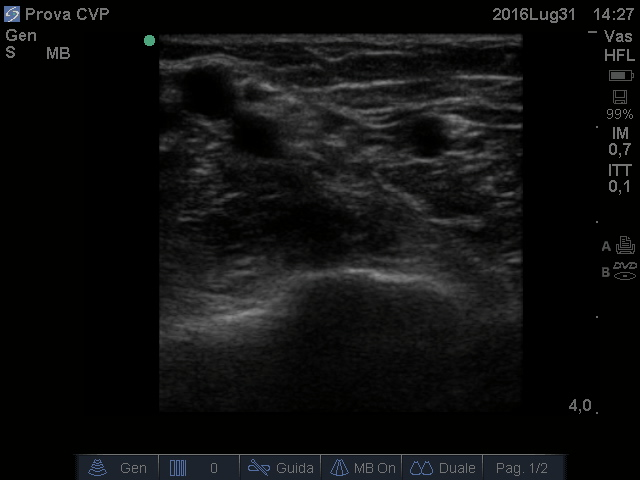 Prova CVP
2016Lug31 14:27
Gen
S MB
Vas
HFL
99%
IM
0,7
ITT
0,1
A
B DVD
4,0
Gen
0
Guida
MB On
Duale
Pag. 1/2